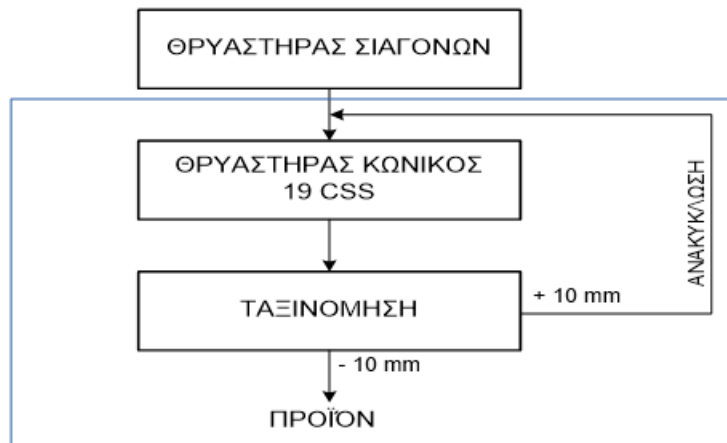 ΘΡΥΑΣΤΗΡΑΣ ΣΙΑΓΟΝΩΝ
ΘΡΥΑΣΤΗΡΑΣ ΚΩΝΙΚΟΣ
19 CSS
ΑΝΑΚΥΚΛΩΣΗ
ΤΑΞΙΝΟΜΗΣΗ
+ 10 mm
- 10 mm
ΠΡΟΪΟΝ